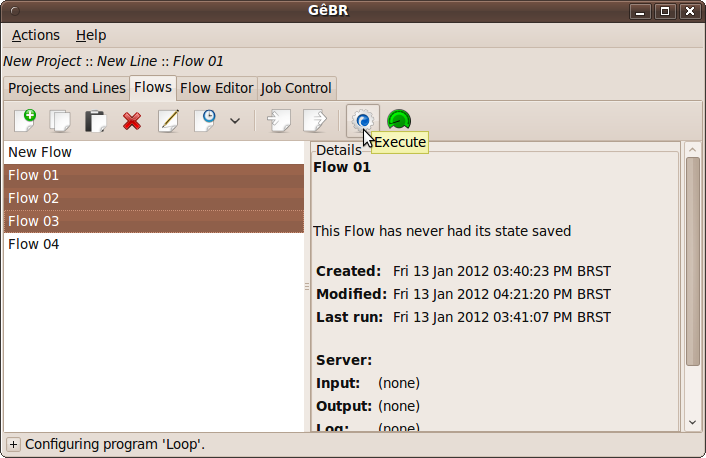 GêBR
Actions Help
New Project :: New Line :: Flow 01
Projects and Lines Flows Flow Editor Job Control
Execute
New Flow
Flow 01
Flow 02
Flow 03
Flow 04
Details
Flow 01
This Flow has never had its state saved
Created: Fri 13 Jan 2012 03:40:23 PM BRST
Modified: Fri 13 Jan 2012 04:21:20 PM BRST
Last run: Fri 13 Jan 2012 03:41:07 PM BRST
Server:
Input: (none)
Output: (none)
Log: (none)
Configuring program 'Loop'.